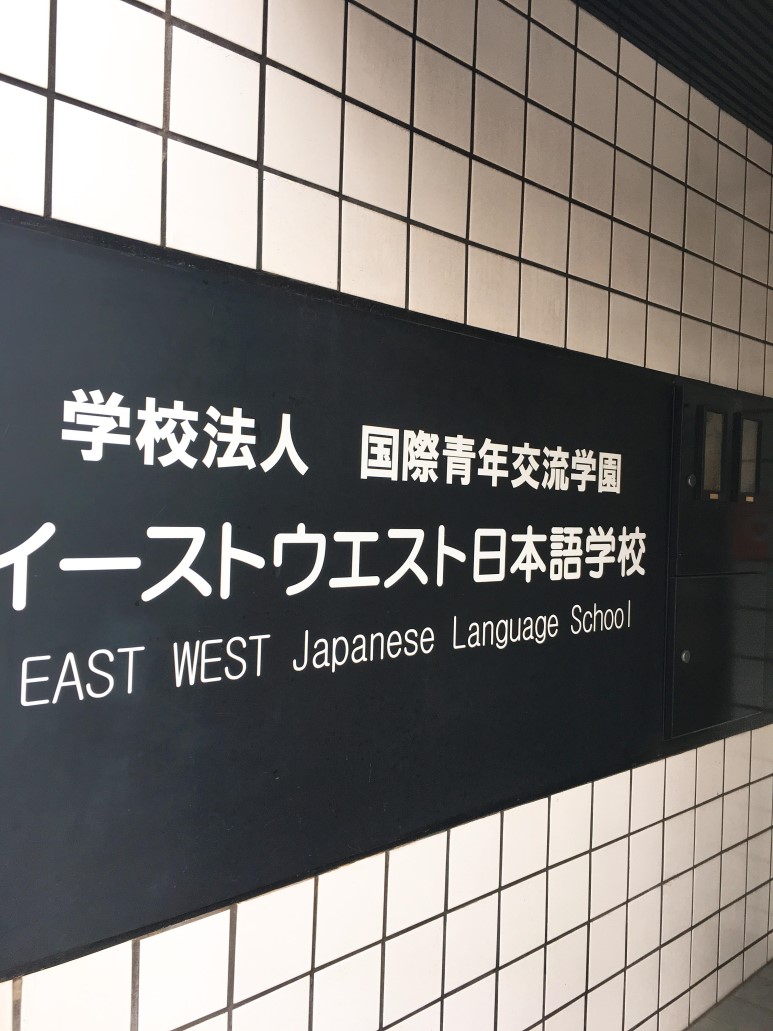 学校法人　国際青年交流学園
イーストウエスト日本語学校
EAST WEST Japanese Language School